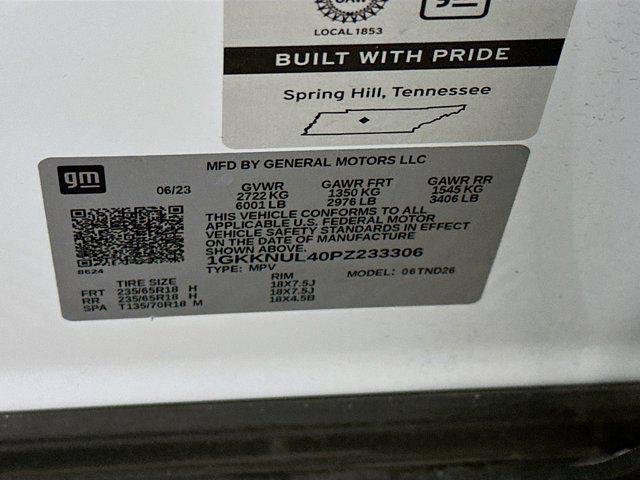 UAW
LOCAL 1853
gm
BUILT WITH PRIDE
Spring Hill, Tennessee
gm
MFD BY GENERAL MOTORS LLC
06/23
GVWR GAWR FRT GAWR RR
2722 KG 1350 KG 1545 KG
6001 LB 2976 LB 3406 LB
THIS VEHICLE CONFORMS TO ALL
APPLICABLE U.S. FEDERAL MOTOR
VEHICLE SAFETY STANDARDS IN EFFECT
ON THE DATE OF MANUFACTURE
SHOWN ABOVE.
1GKKNUL40PZ233306
8624
TYPE: MPV MODEL: 06TND26
TIRE SIZE RIM
FRT 235/65R18 H 18X7.5J
RR 235/65R18 H 18X7.5J
SPA T135/70R18 M 18X4.5B